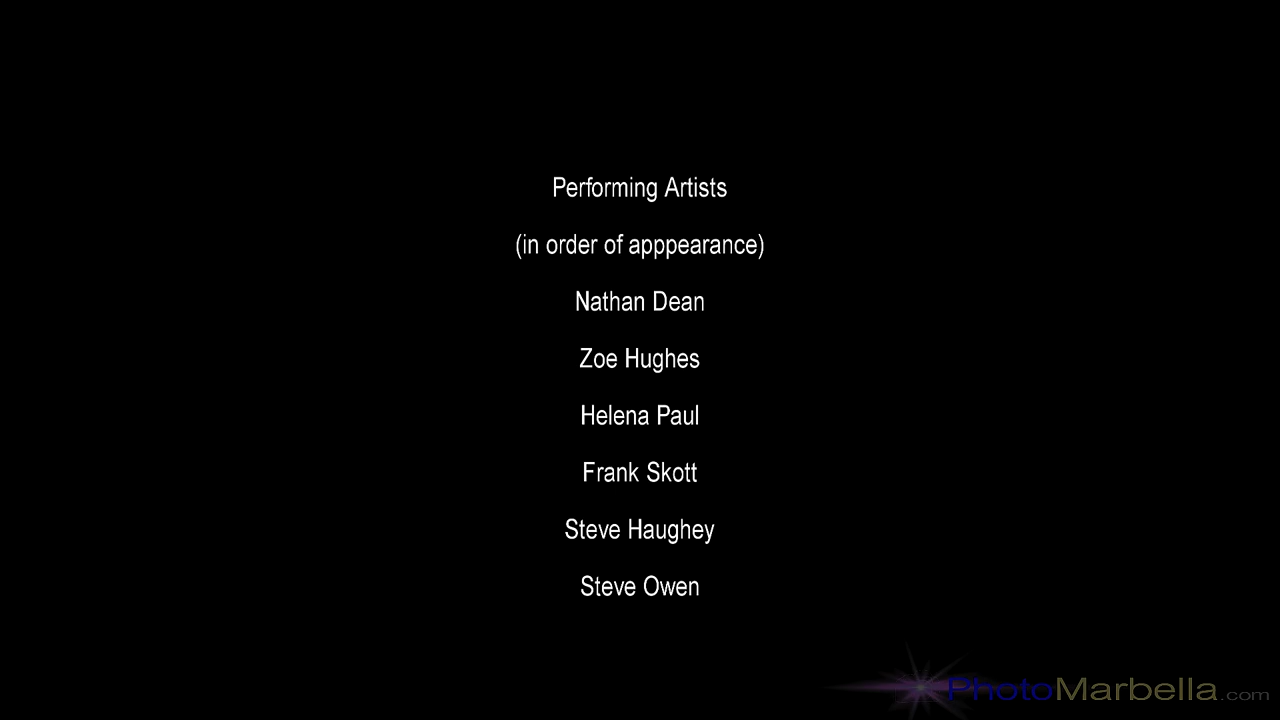 Performing Artists
(in order of apppearance)
Nathan Dean
Zoe Hughes
Helena Paul
Frank Skott
Steve Haughey
Steve Owen
PhotoMarbella.com